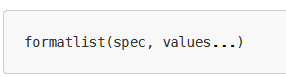 formatlist(spec, values...)